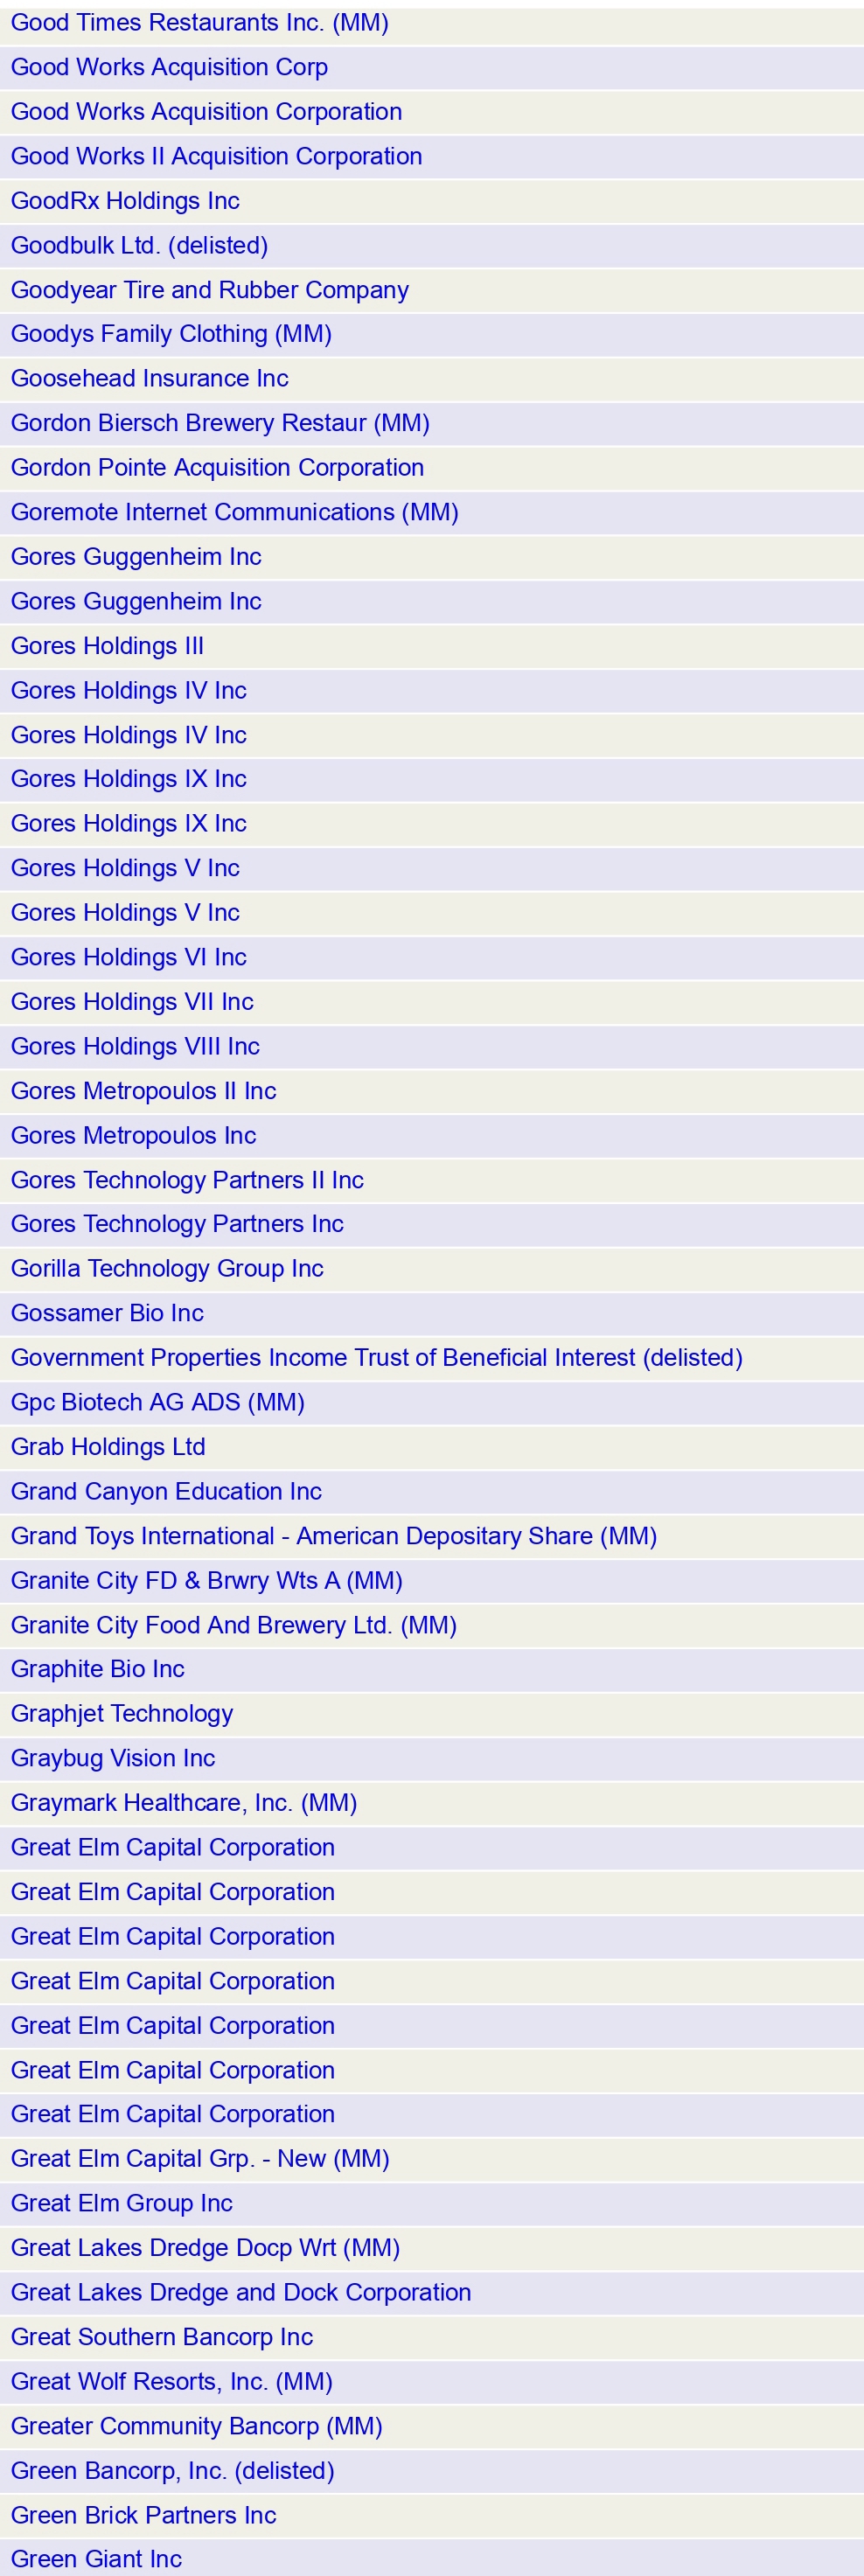 Good Times Restaurants Inc. (MM)
Good Works Acquisition Corp
Good Works Acquisition Corporation
Good Works II Acquisition Corporation
GoodRx Holdings Inc
Goodbulk Ltd. (delisted)
Goodyear Tire and Rubber Company
Goodys Family Clothing (MM)
Goosehead Insurance Inc
Gordon Biersch Brewery Restaur (MM)
Gordon Pointe Acquisition Corporation
Goremote Internet Communications (MM)
Gores Guggenheim Inc
Gores Guggenheim Inc
Gores Holdings III
Gores Holdings IV Inc
Gores Holdings IV Inc
Gores Holdings IX Inc
Gores Holdings IX Inc
Gores Holdings V Inc
Gores Holdings V Inc
Gores Holdings VI Inc
Gores Holdings VII Inc
Gores Holdings VIII Inc
Gores Metropoulos II Inc
Gores Metropoulos Inc
Gores Technology Partners II Inc
Gores Technology Partners Inc
Gorilla Technology Group Inc
Gossamer Bio Inc
Government Properties Income Trust of Beneficial Interest (delisted)
Gpc Biotech AG ADS (MM)
Grab Holdings Ltd
Grand Canyon Education Inc
Grand Toys International - American Depositary Share (MM)
Granite City FD & Brwry Wts A (MM)
Granite City Food And Brewery Ltd. (MM)
Graphite Bio Inc
Graphjet Technology
Graybug Vision Inc
Graymark Healthcare, Inc. (MM)
Great Elm Capital Corporation
Great Elm Capital Corporation
Great Elm Capital Corporation
Great Elm Capital Corporation
Great Elm Capital Corporation
Great Elm Capital Corporation
Great Elm Capital Corporation
Great Elm Capital Grp. - New (MM)
Great Elm Group Inc
Great Lakes Dredge Docp Wrt (MM)
Great Lakes Dredge and Dock Corporation
Great Southern Bancorp Inc
Great Wolf Resorts, Inc. (MM)
Greater Community Bancorp (MM)
Green Bancorp, Inc. (delisted)
Green Brick Partners Inc
Green Giant Inc